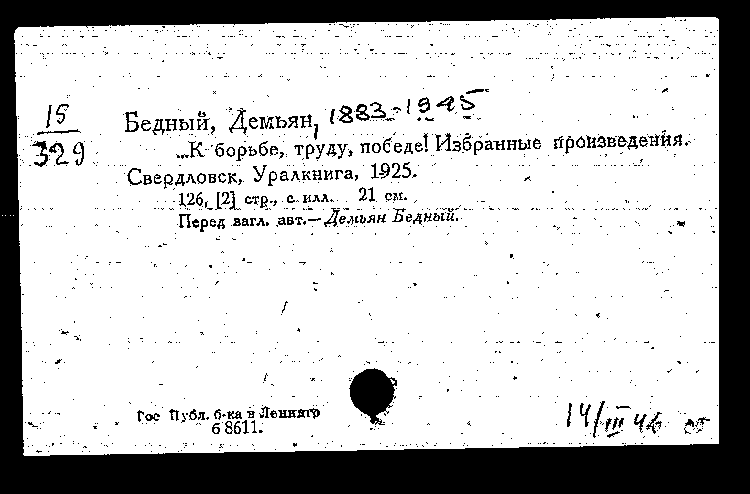 15
329
Бедный, Демьян, 1883-1945
...К борьбе, труду, победе! Избранные произведения.
Свердловск, Уралкнига, 1925.
126, [2] стр., с илл. 21 см.
Перед загл. авт.—Демьян Бедный.
Гос Публ. б-ка в Ленингр
б 8611.
14/III 46